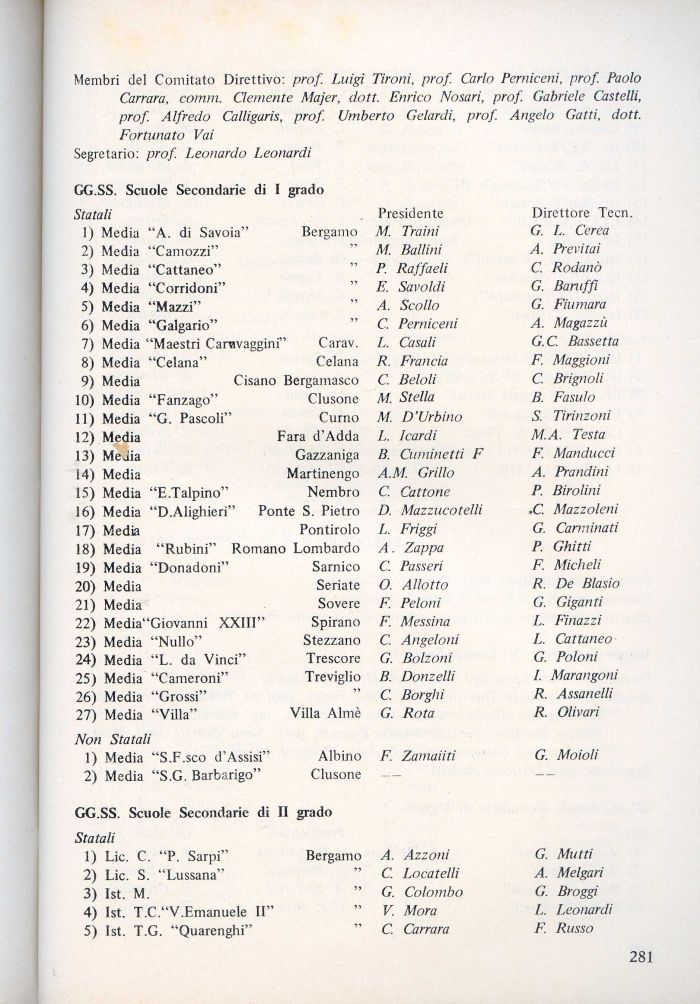 Membri del Comitato Direttivo: prof. Luigi Tironi, prof. Carlo Perniceni, prof. Paolo
Carrara, comm. Clemente Majer, dott. Enrico Nosari, prof. Gabriele Castelli,
prof. Alfredo Calligaris, prof. Umberto Gelardi, prof. Angelo Gatti, dott.
Fortunato Vai
Segretario: prof. Leonardo Leonardi
GG.SS. Scuole Secondarie di I grado
Statali Presidente Direttore Tecn.
1) Media “A. di Savoia” Bergamo M. Traini G. L. Cerea
2) Media “Camozzi” ” M. Ballini A. Previtai
3) Media “Cattaneo” ” P. Raffaeli C. Rodanò
4) Media “Corridoni” ” E. Savoldi G. Baruffi
5) Media “Mazzi” ” A. Scollo G. Fiumara
6) Media “Galgario” ” C. Perniceni A. Magazzù
7) Media “Maestri Caravaggini” Carav. L. Casali G.C. Bassetta
8) Media “Celana” Celana R. Francia F. Maggioni
9) Media Cisano Bergamasco C. Beloli C. Brignoli
10) Media “Fanzago” Clusone M. Stella B. Fasulo
11) Media “G. Pascoli” Curno M. D'Urbino S. Tirinzoni
12) Media Fara d'Adda L. Icardi M.A. Testa
13) Media Gazzaniga B. Cuminetti F F. Manducci
14) Media Martinengo A.M. Grillo A. Prandini
15) Media “E.Talpino” Nembro C. Cattone P. Birolini
16) Media “D.Alighieri” Ponte S. Pietro D. Mazzucotelli C. Mazzoleni
17) Media Pontirolo L. Friggi G. Carminati
18) Media “Rubini” Romano Lombardo A. Zappa P. Ghitti
19) Media “Donadoni” Sarnico C. Passeri F. Micheli
20) Media Seriate O. Allotto R. De Blasio
21) Media Sovere F. Peloni G. Giganti
22) Media“Giovanni XXIII” Spirano F. Messina L. Finazzi
23) Media “Nullo” Stezzano C. Angeloni L. Cattaneo
24) Media “L. da Vinci” Trescore G. Bolzoni G. Poloni
25) Media “Cameroni” Treviglio B. Donzelli I. Marangoni
26) Media “Grossi” ” C. Borghi R. Assanelli
27) Media “Villa” Villa Almè G. Rota R. Olivari
Non Statali
1) Media “S.F.sco d'Assisi” Albino F. Zamaiiti G. Moioli
2) Media “S.G. Barbarigo” Clusone –– ––
GG.SS. Scuole Secondarie di II grado
Statali
1) Lic. C. “P. Sarpi” Bergamo A. Azzoni G. Mutti
2) Lic. S. “Lussana” ” C. Locatelli A. Melgari
3) Ist. M. ” G. Colombo G. Broggi
4) Ist. T.C.“V.Emanuele II” ” V. Mora L. Leonardi
5) Ist. T.G. “Quarenghi” ” C. Carrara F. Russo
281